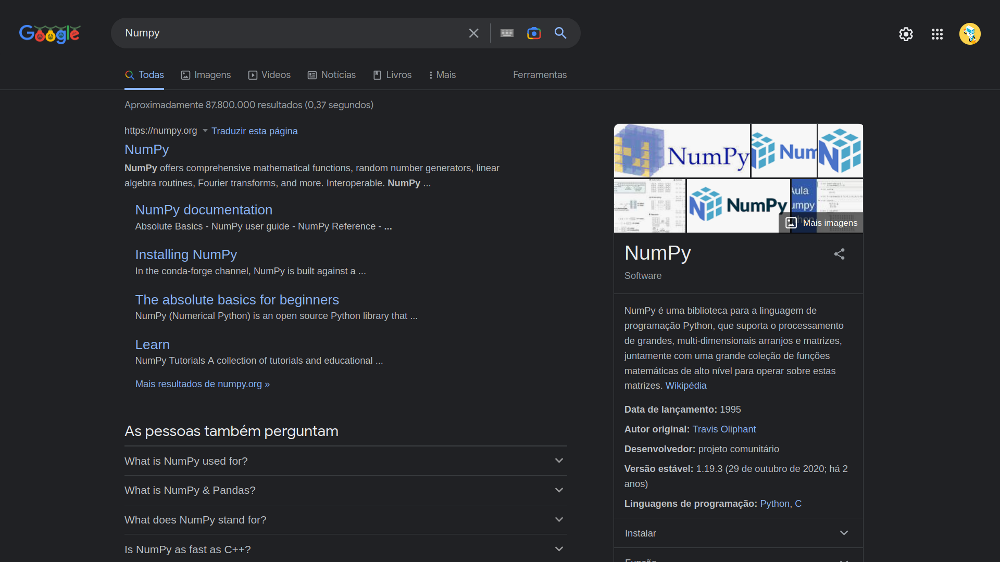 Google
Numpy
Todas
Imagens
Vídeos
Notícias
Livros
Mais
Ferramentas
Aproximadamente 87.800.000 resultados (0,37 segundos)
https://numpy.org
Traduzir esta página
NumPy
NumPy offers comprehensive mathematical functions, random number generators, linear
algebra routines, Fourier transforms, and more. Interoperable. NumPy ...
NumPy documentation
Absolute Basics - NumPy user guide - NumPy Reference - ...
Installing NumPy
In the conda-forge channel, NumPy is built against a ...
The absolute basics for beginners
NumPy (Numerical Python) is an open source Python library that ...
Learn
NumPy Tutorials A collection of tutorials and educational ...
Mais resultados de numpy.org »
As pessoas também perguntam
What is NumPy used for?
What is NumPy & Pandas?
What does NumPy stand for?
Is NumPy as fast as C++?
NumPy
Num
N
NumPy
Aula
umpy
Mais imagens
NumPy
Software
NumPy é uma biblioteca para a linguagem de
programação Python, que suporta o processamento
de grandes, multi-dimensionais arranjos e matrizes,
juntamente com uma grande coleção de funções
matemáticas de alto nível para operar sobre estas
matrizes. Wikipédia
Data de lançamento: 1995
Autor original: Travis Oliphant
Desenvolvedor: projeto comunitário
Versão estável: 1.19.3 (29 de outubro de 2020; há 2
anos)
Linguagens de programação: Python, C
Instalar
Função